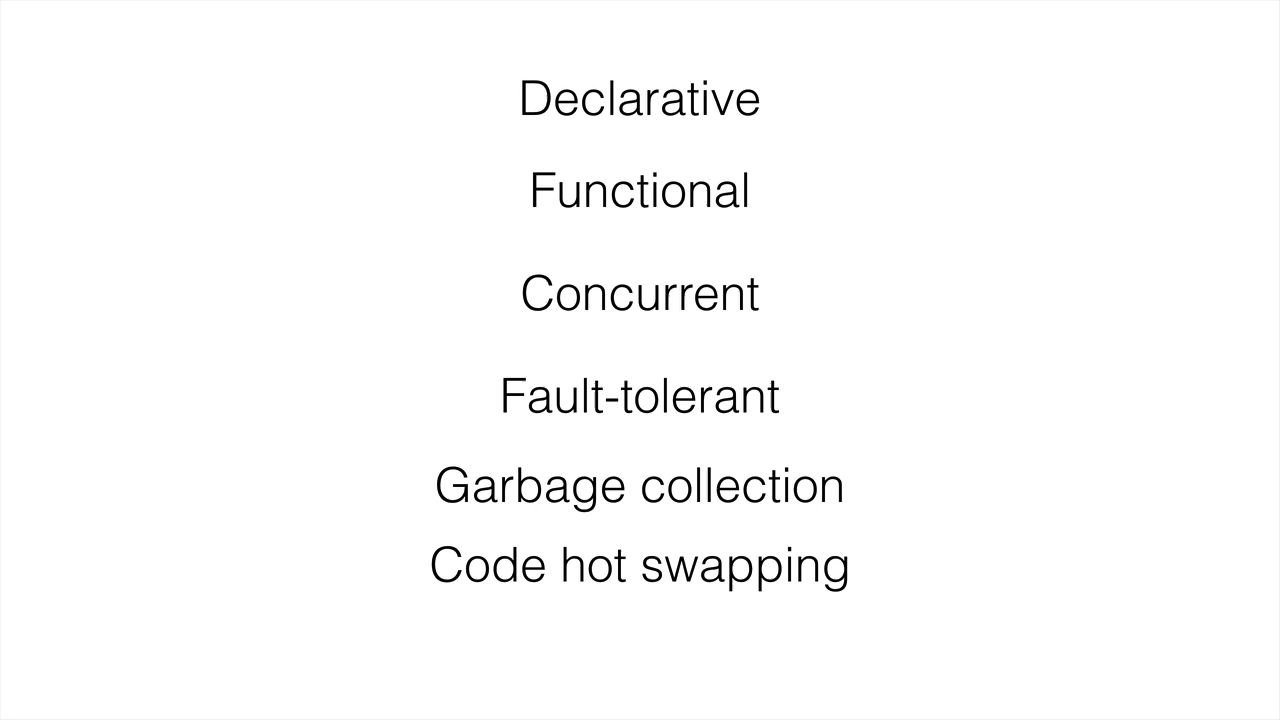 Declarative
Functional
Concurrent
Fault-tolerant
Garbage collection
Code hot swapping